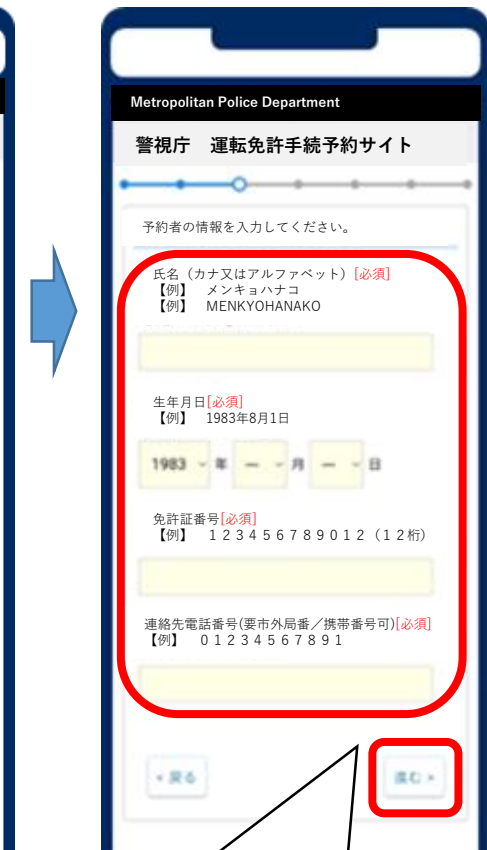 Metropolitan Police Department
警視庁　運転免許手続予約サイト
予約者の情報を入力してください。
氏名（カナ又はアルファベット）[必須]
【例】　メンキョハナコ
【例】　MENKYOHANAKO
生年月日[必須]
【例】　1983年8月1日
1983 年 ー 月 ー 日
免許証番号[必須]
【例】　１２３４５６７８９０１２（１２桁）
連絡先電話番号(要市外局番／携帯番号可)[必須]
【例】　０１２３４５６７８９１
< 戻る
進む >